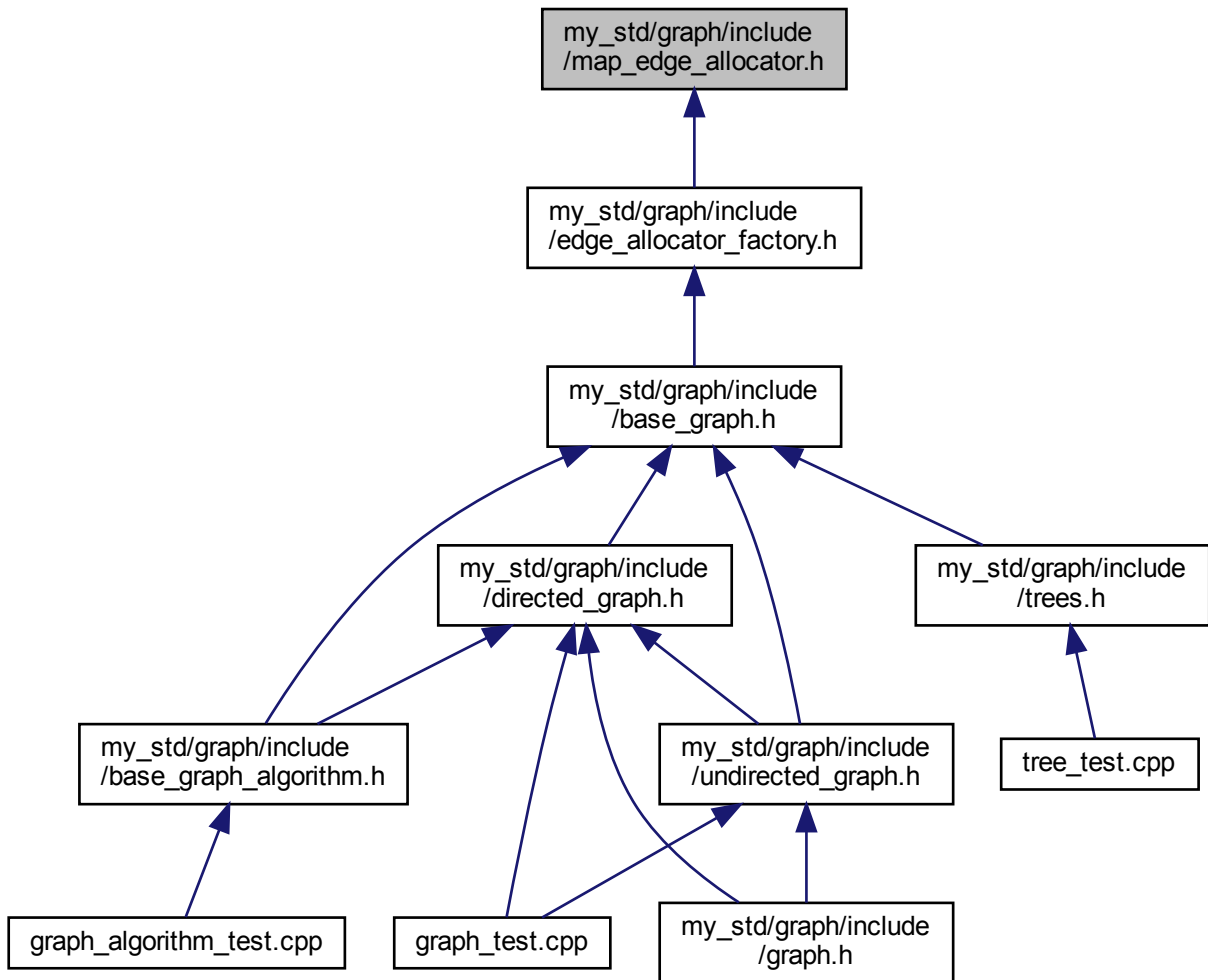 my_std/graph/include
/map_edge_allocator.h
my_std/graph/include
/edge_allocator_factory.h
my_std/graph/include
/base_graph.h
my_std/graph/include
/directed_graph.h
my_std/graph/include
/trees.h
my_std/graph/include
/base_graph_algorithm.h
my_std/graph/include
/undirected_graph.h
tree_test.cpp
graph_algorithm_test.cpp
graph_test.cpp
my_std/graph/include
/graph.h